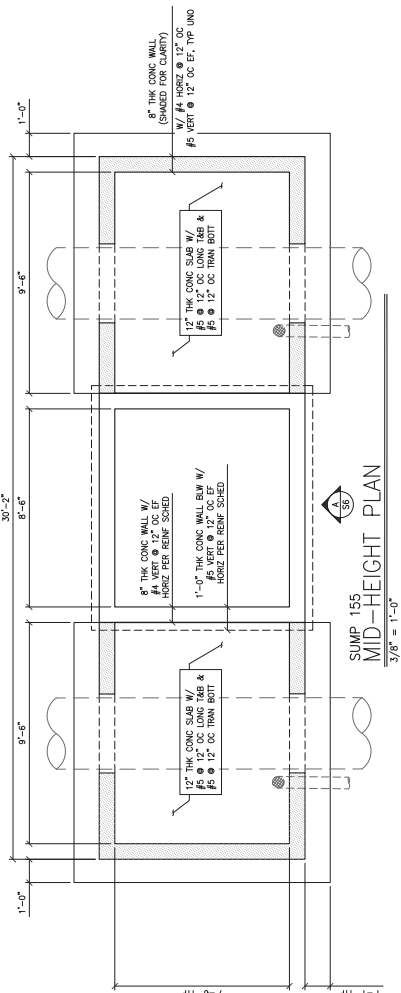 30'-2"
1'-0"
9'-6"
8'-6"
9'-6"
1'-0"
8" THK CONC WALL
(SHADED FOR CLARITY)
W/ #4 HORIZ @ 12" OC
#5 VERT @ 12" OC EF, TYP UNO
12" THK CONC SLAB W/
#5 @ 12" OC LONG T&B &
#5 @ 12" OC TRAN BOTT
8" THK CONC WALL W/
#4 VERT @ 12" OC EF
HORIZ PER REINF SCHED
1'-0" THK CONC WALL BLW W/
#5 VERT @ 12" OC EF
HORIZ PER REINF SCHED
12" THK CONC SLAB W/
#5 @ 12" OC LONG T&B &
#5 @ 12" OC TRAN BOTT
A
S6
SUMP 155
MID-HEIGHT PLAN
3/8" = 1'-0"